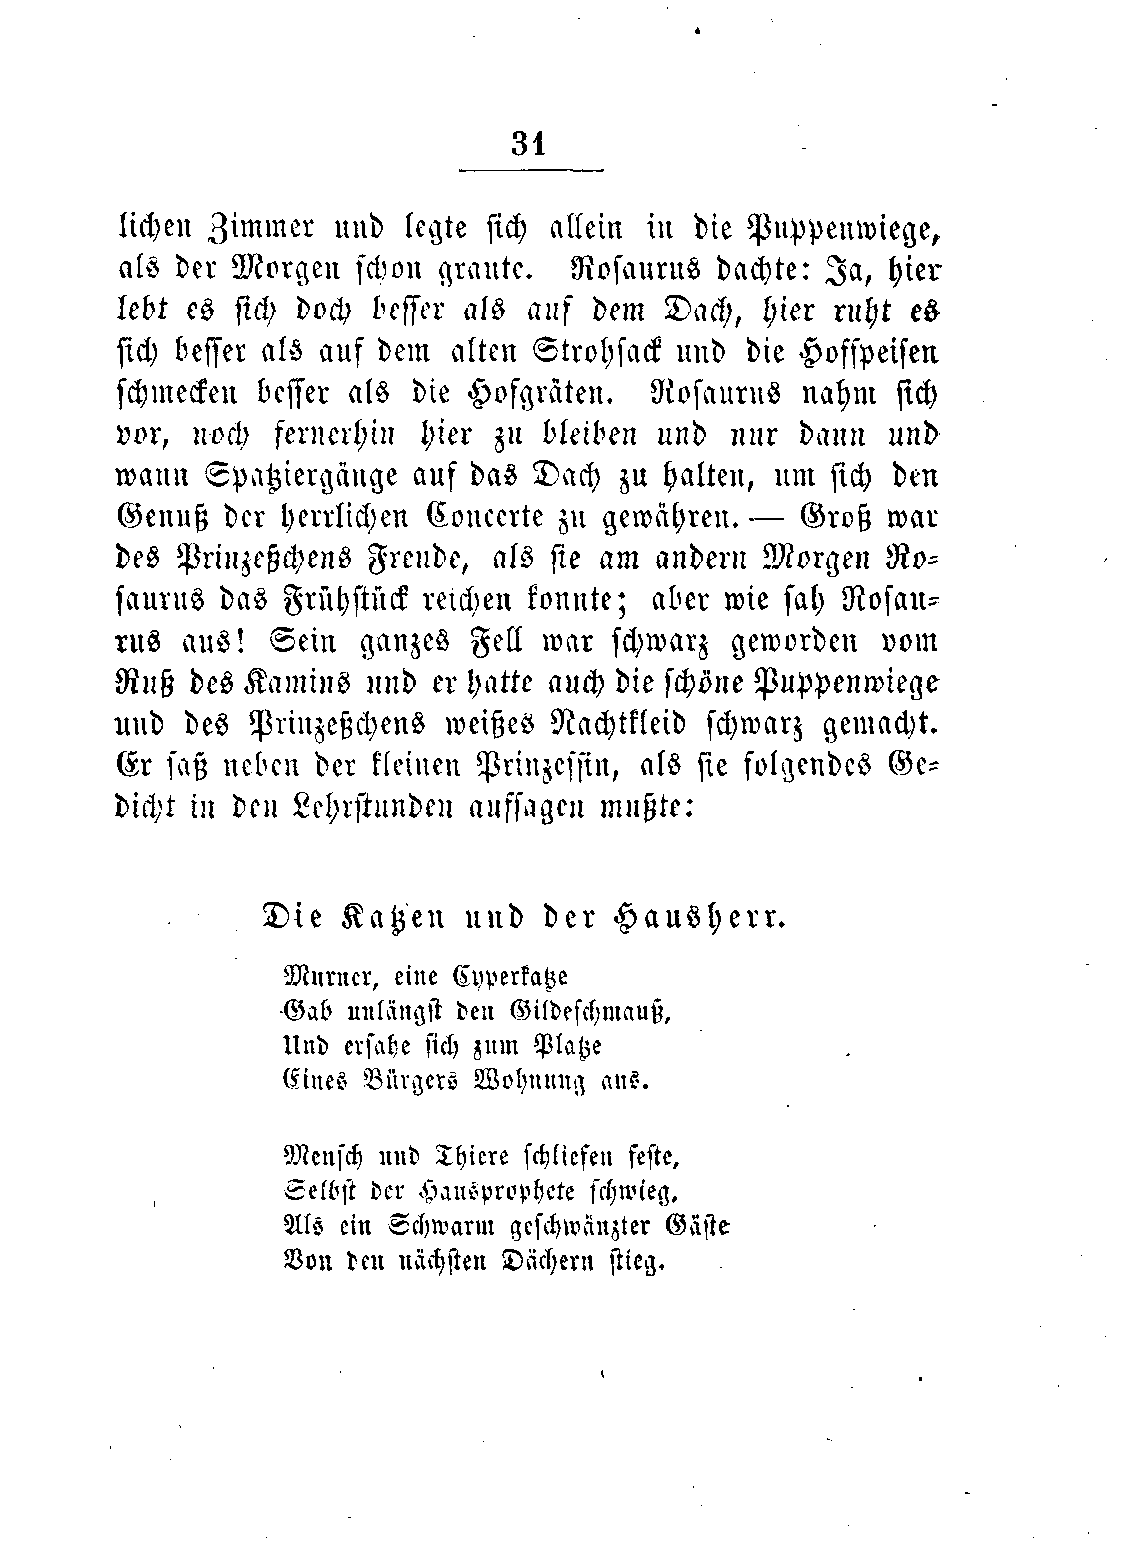 31
lichen Zimmer und legte sich allein in die Puppenwiege,
als der Morgen schon graute. Rosaurus dachte: Ja, hier
lebt es sich doch besser als auf dem Dach, hier ruht es
sich besser als auf dem alten Strohsack und die Hofspeisen
schmecken besser als die Hofgräten. Rosaurus nahm sich
vor, noch fernerhin hier zu bleiben und nur dann und
wann Spatziergänge auf das Dach zu halten, um sich den
Genuß der herrlichen Concerte zu gewähren. — Groß war
des Prinzeßchens Freude, als sie am andern Morgen Ro-
saurus das Frühstück reichen konnte; aber wie sah Rosau-
rus aus! Sein ganzes Fell war schwarz geworden vom
Ruß des Kamins und er hatte auch die schöne Puppenwiege
und des Prinzeßchens weißes Nachtkleid schwarz gemacht.
Er saß neben der kleinen Prinzessin, als sie folgendes Ge-
dicht in den Lehrstunden aufsagen mußte:
Die Katzen und der Hausherr.
Murner, eine Cyperkatze
Gab unlängst den Gildeschmauß,
Und ersahe sich zum Platze
Eines Bürgers Wohnung aus.
Mensch und Thiere schliefen feste,
Selbst der Hausprophete schwieg,
Als ein Schwarm geschwänzter Gäste
Von den nächsten Dächern stieg.